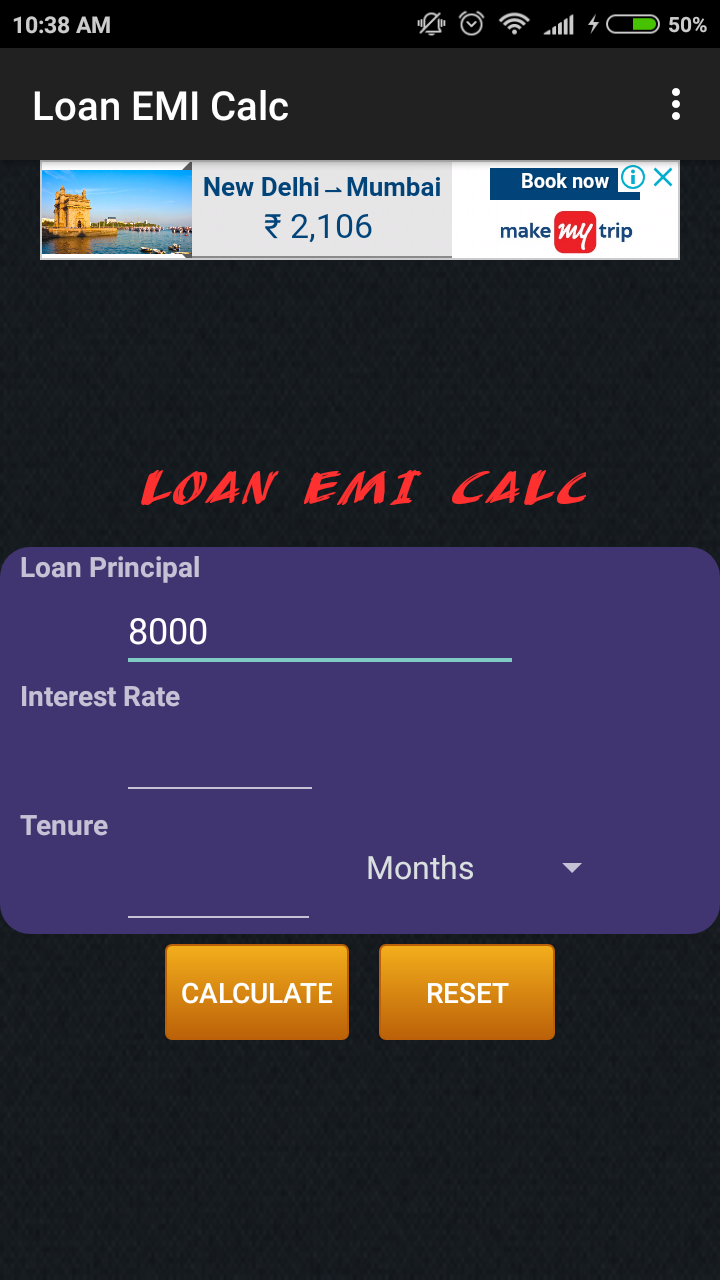 10:38 AM
50%
Loan EMI Calc
New Delhi → Mumbai
₹ 2,106
Book now
make my trip
LOAN EMI CALC
Loan Principal
8000
Interest Rate
Tenure
Months
CALCULATE
RESET